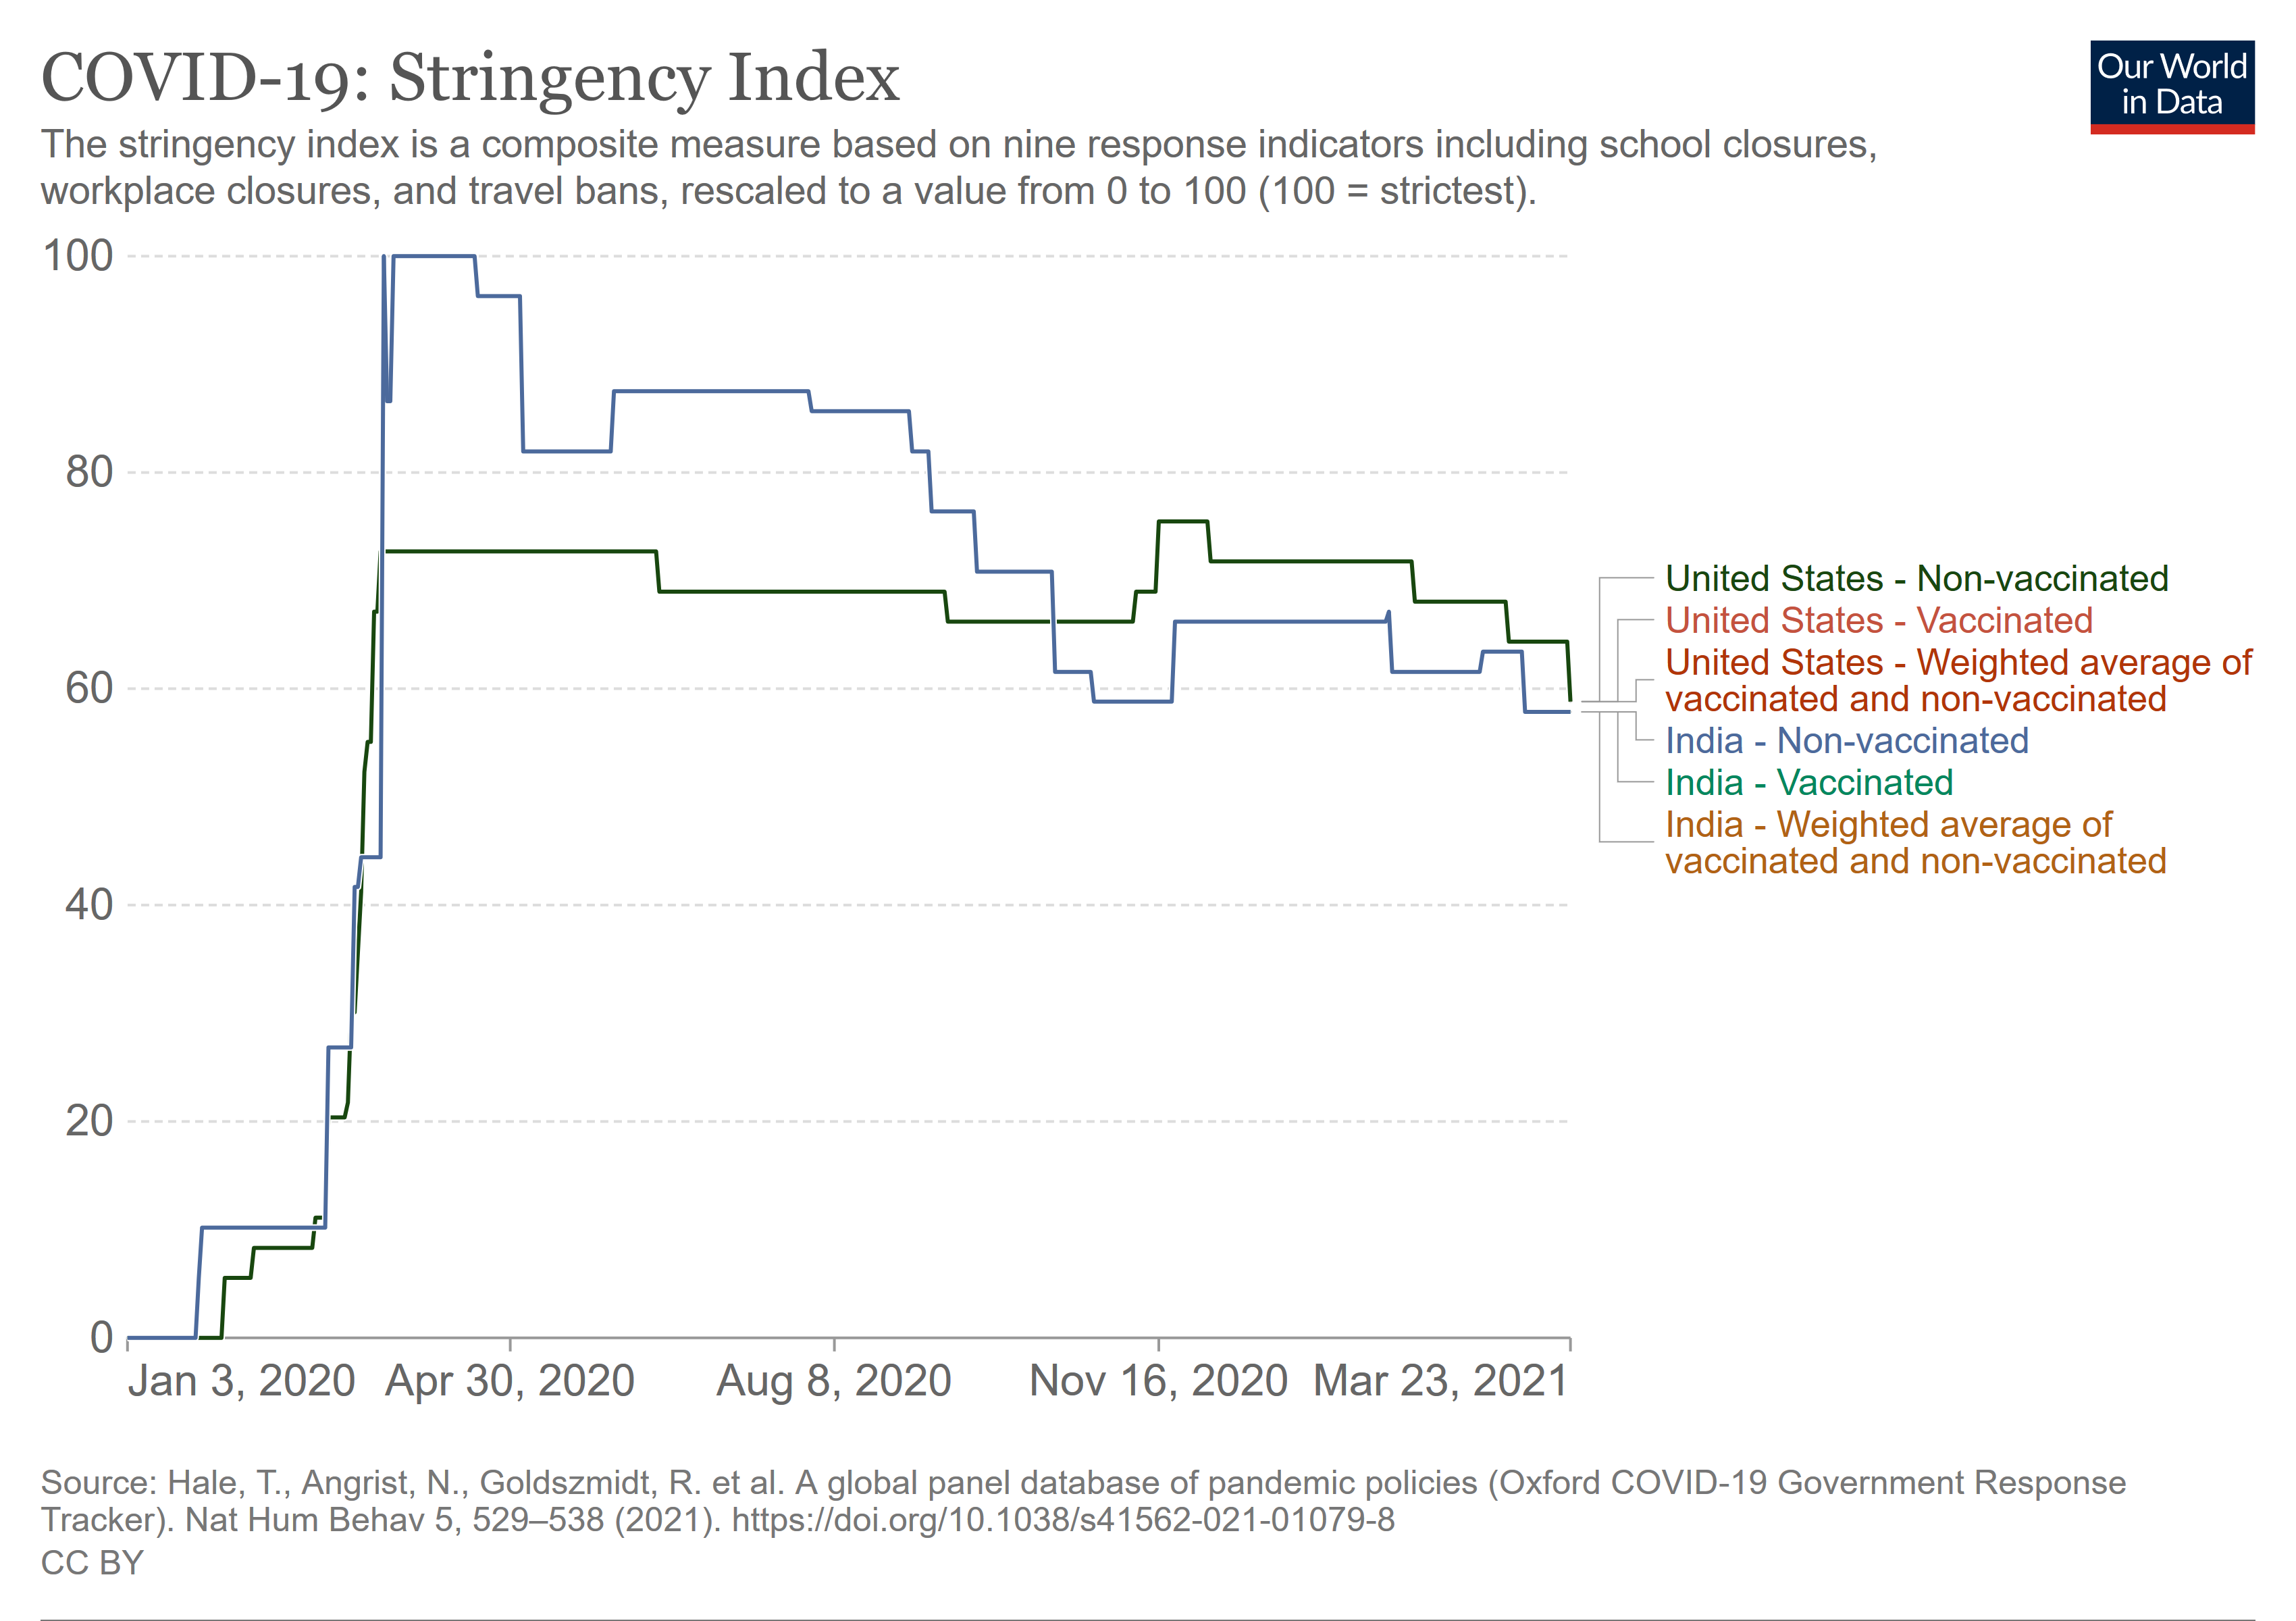 COVID-19: Stringency Index
Our World
in Data
The stringency index is a composite measure based on nine response indicators including school closures,
workplace closures, and travel bans, rescaled to a value from 0 to 100 (100 = strictest).
100
80
60
40
20
0
United States - Non-vaccinated
United States - Vaccinated
United States - Weighted average of
vaccinated and non-vaccinated
India - Non-vaccinated
India - Vaccinated
India - Weighted average of
vaccinated and non-vaccinated
Jan 3, 2020 Apr 30, 2020 Aug 8, 2020 Nov 16, 2020 Mar 23, 2021
Source: Hale, T., Angrist, N., Goldszmidt, R. et al. A global panel database of pandemic policies (Oxford COVID-19 Government Response
Tracker). Nat Hum Behav 5, 529–538 (2021). https://doi.org/10.1038/s41562-021-01079-8
CC BY